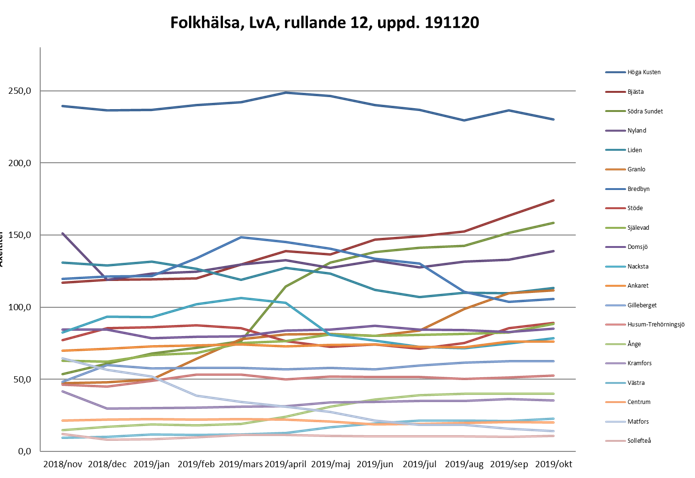 Folkhälsa, LvA, rullande 12, uppd. 191120
250,0
200,0
150,0
100,0
50,0
0,0
2018/nov 2018/dec 2019/jan 2019/feb 2019/mars 2019/april 2019/maj 2019/jun 2019/jul 2019/aug 2019/sep 2019/okt
Höga Kusten
Bjästa
Södra Sundet
Nyland
Liden
Granlo
Bredbyn
Stöde
Själevad
Domsjö
Nacksta
Ankaret
Gilleberget
Husum-Trehörningsjö
Ånge
Kramfors
Västra
Centrum
Matfors
Sollefteå